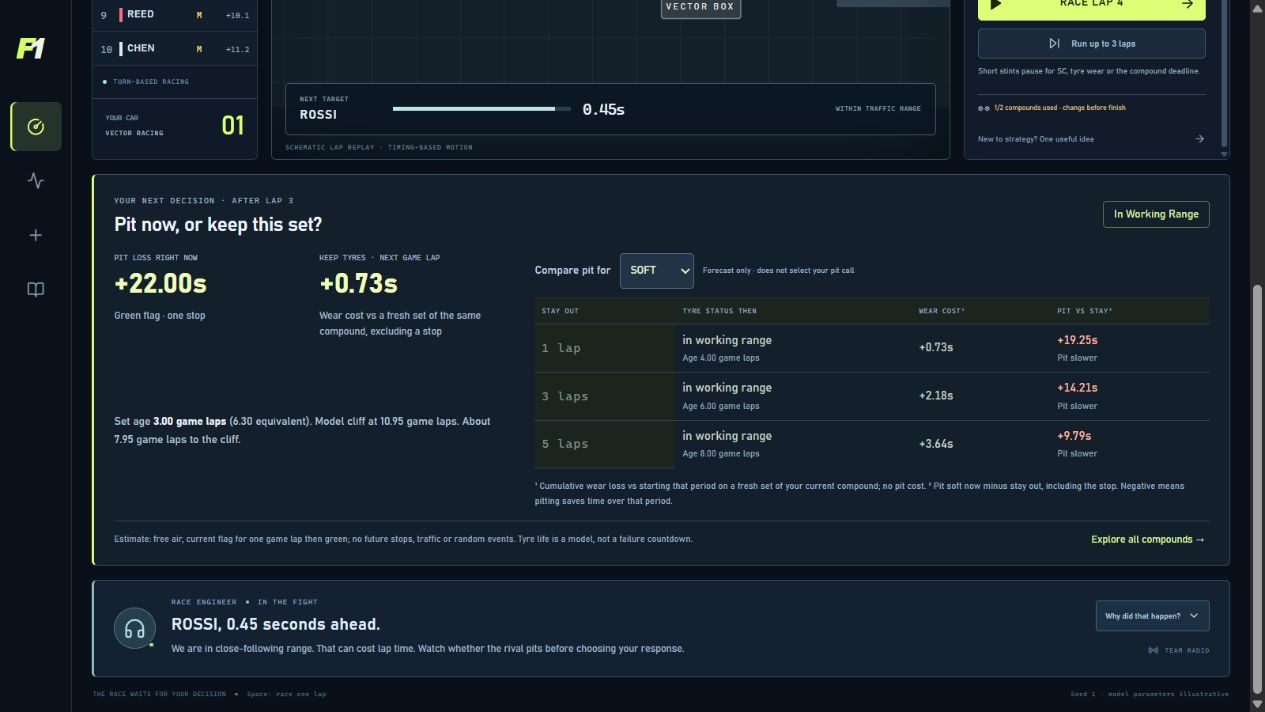 F1
9 REED M +10.1
10 CHEN M +11.2
TURN-BASED RACING
YOUR CAR
VECTOR RACING
01
VECTOR BOX
NEXT TARGET
ROSSI
0.45s
WITHIN TRAFFIC RANGE
SCHEMATIC LAP REPLAY · TIMING-BASED MOTION
RACE LAP 4
Run up to 3 laps
Short stints pause for SC, tyre wear or the compound deadline.
1/2 compounds used · change before finish
New to strategy? One useful idea
YOUR NEXT DECISION · AFTER LAP 3
Pit now, or keep this set?
In Working Range
PIT LOSS RIGHT NOW
+22.00s
Green flag · one stop
KEEP TYRES · NEXT GAME LAP
+0.73s
Wear cost vs a fresh set of the same
compound, excluding a stop
Set age 3.00 game laps (6.30 equivalent). Model cliff at 10.95 game laps. About
7.95 game laps to the cliff.
Compare pit for SOFT Forecast only · does not select your pit call
STAY OUT TYRE STATUS THEN WEAR COST¹ PIT VS STAY²
1 lap in working range +0.73s +19.25s
Age 4.00 game laps Pit slower
3 laps in working range +2.18s +14.21s
Age 6.00 game laps Pit slower
5 laps in working range +3.64s +9.79s
Age 8.00 game laps Pit slower
¹ Cumulative wear loss vs starting that period on a fresh set of your current compound; no pit cost. ² Pit soft now minus stay out, including the stop. Negative means
pitting saves time over that period.
Estimate: free air, current flag for one game lap then green; no future stops, traffic or random events. Tyre life is a model, not a failure countdown.
Explore all compounds →
RACE ENGINEER • IN THE FIGHT
ROSSI, 0.45 seconds ahead.
We are in close-following range. That can cost lap time. Watch whether the rival pits before choosing your response.
Why did that happen?
TEAM RADIO
THE RACE WAITS FOR YOUR DECISION • Space: race one lap
Seed 1 · model parameters illustrative